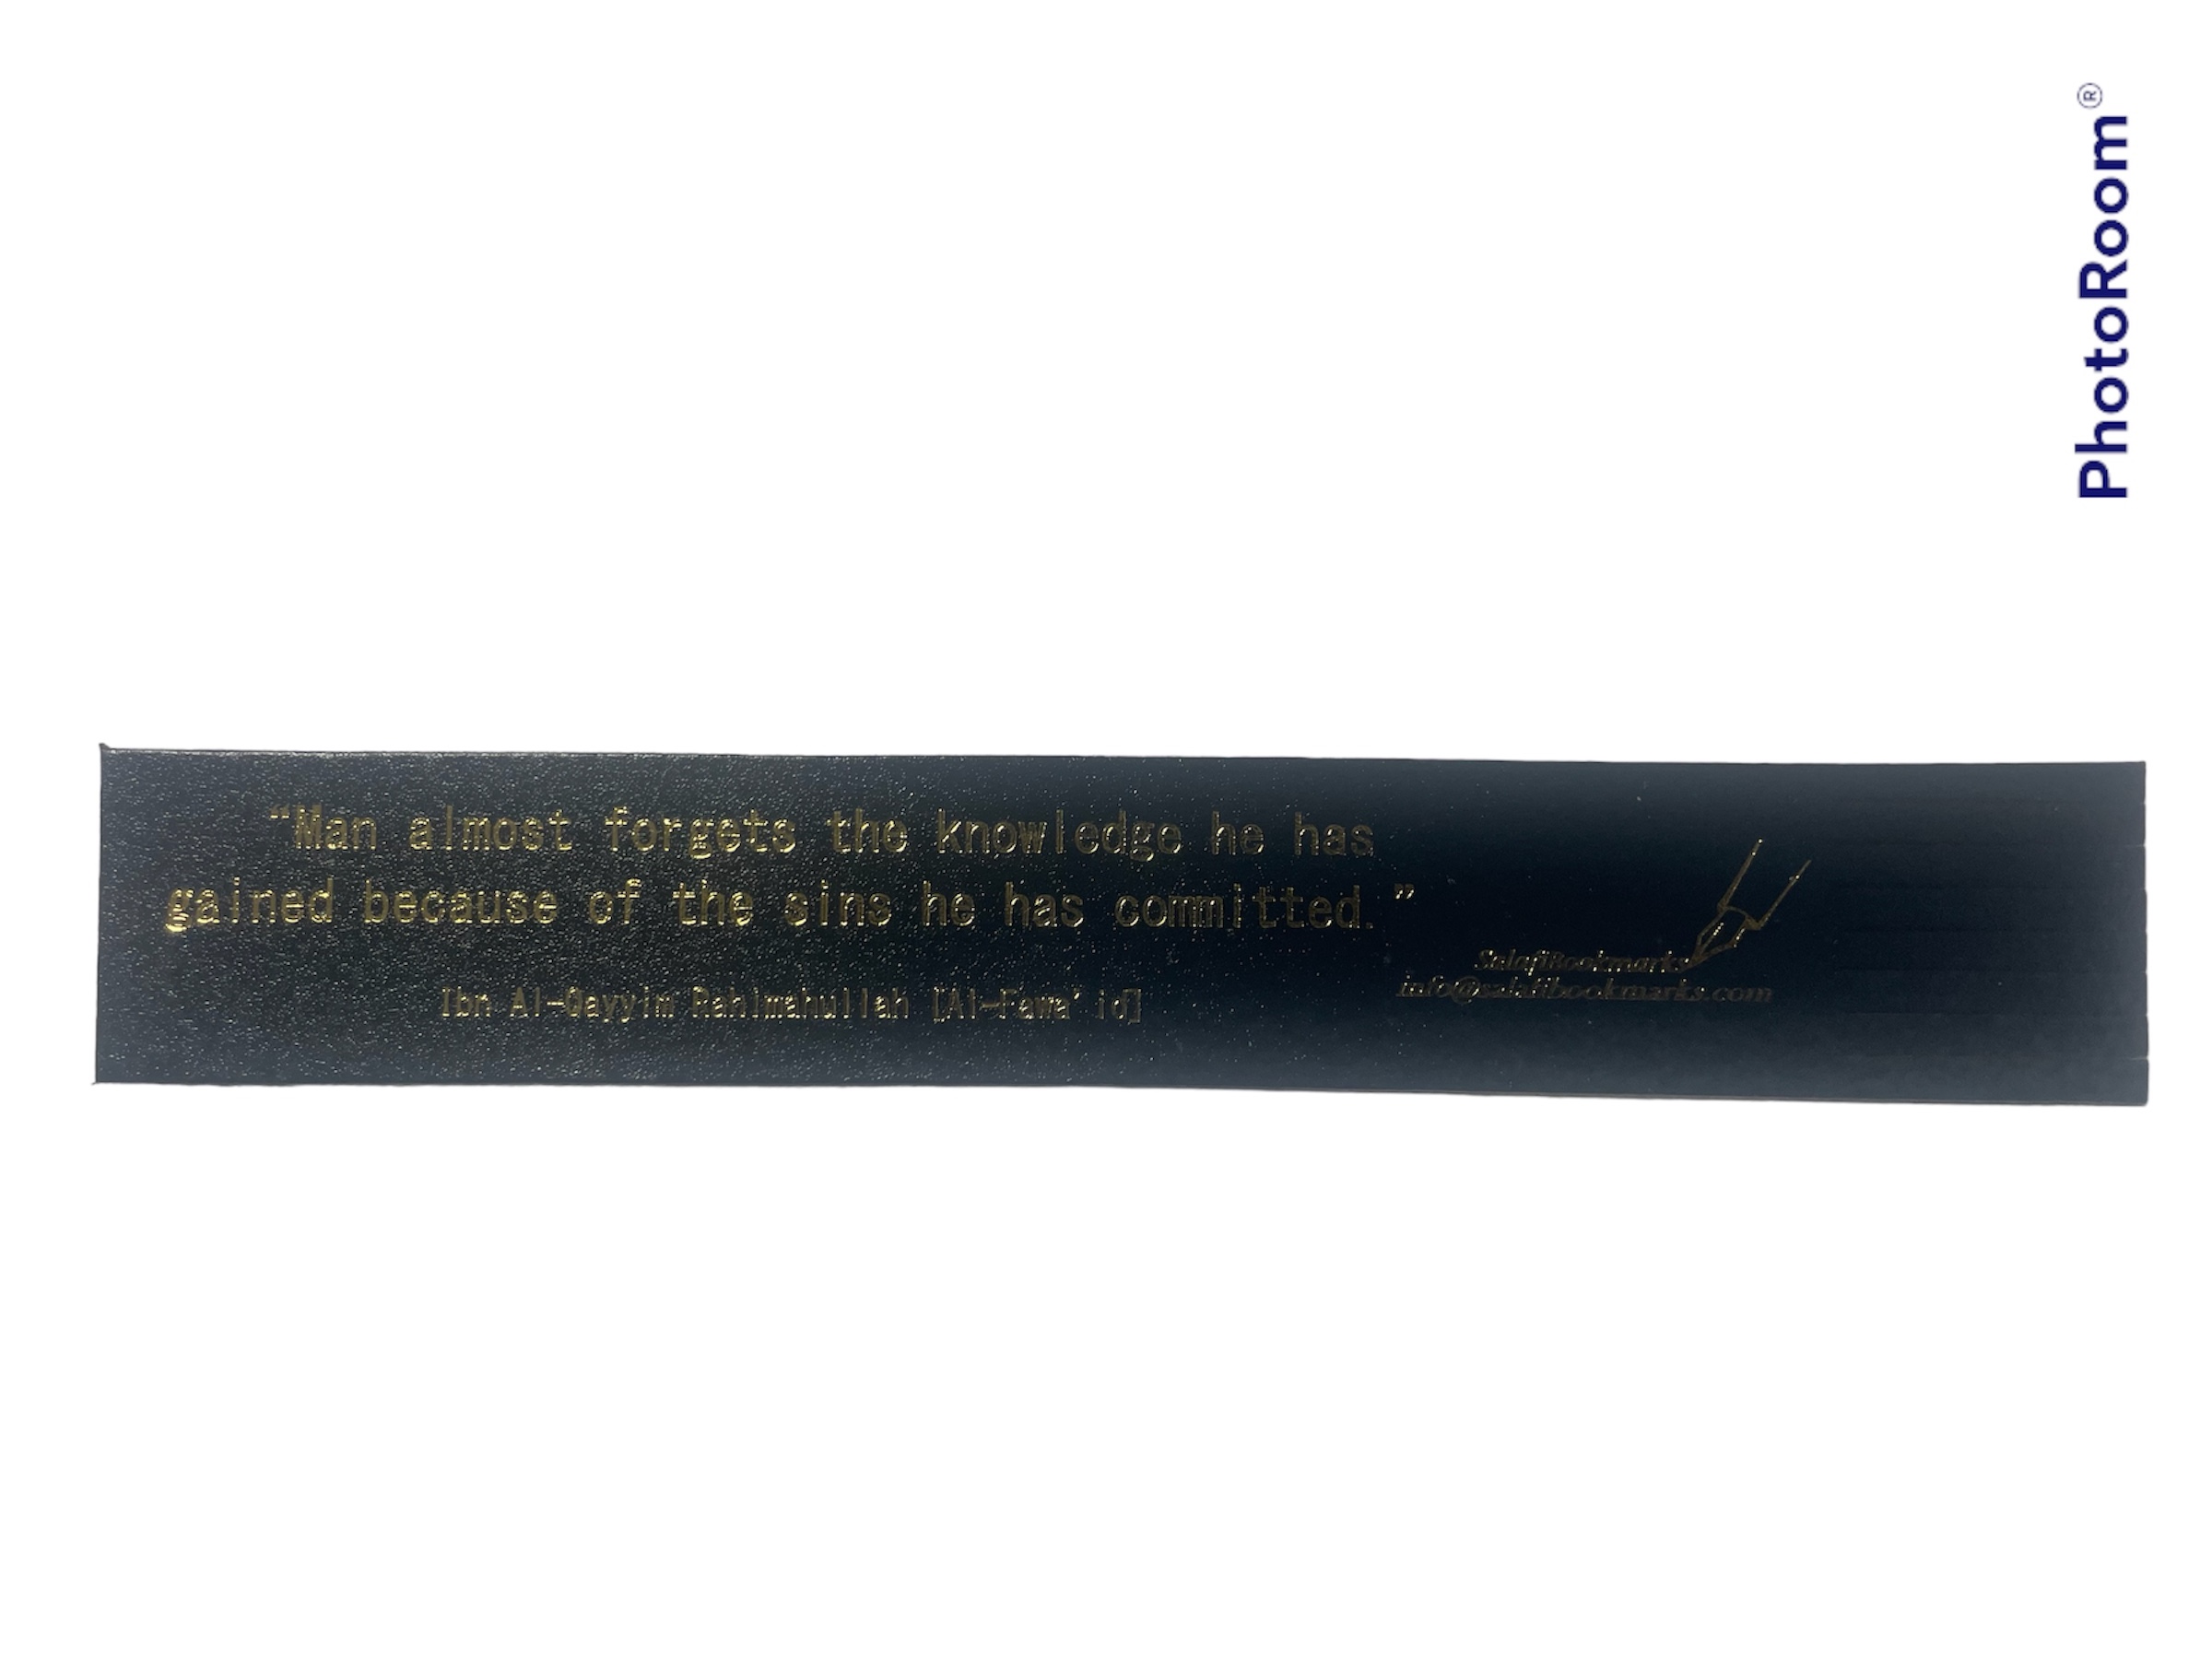 “Man almost forgets the knowledge he has
gained because of the sins he has committed.”
Ibn Al-Qayyim Rahimahullah [Al-Fawa'id]
SalafiBookmarks
info@salafibookmarks.com
PhotoRoom®